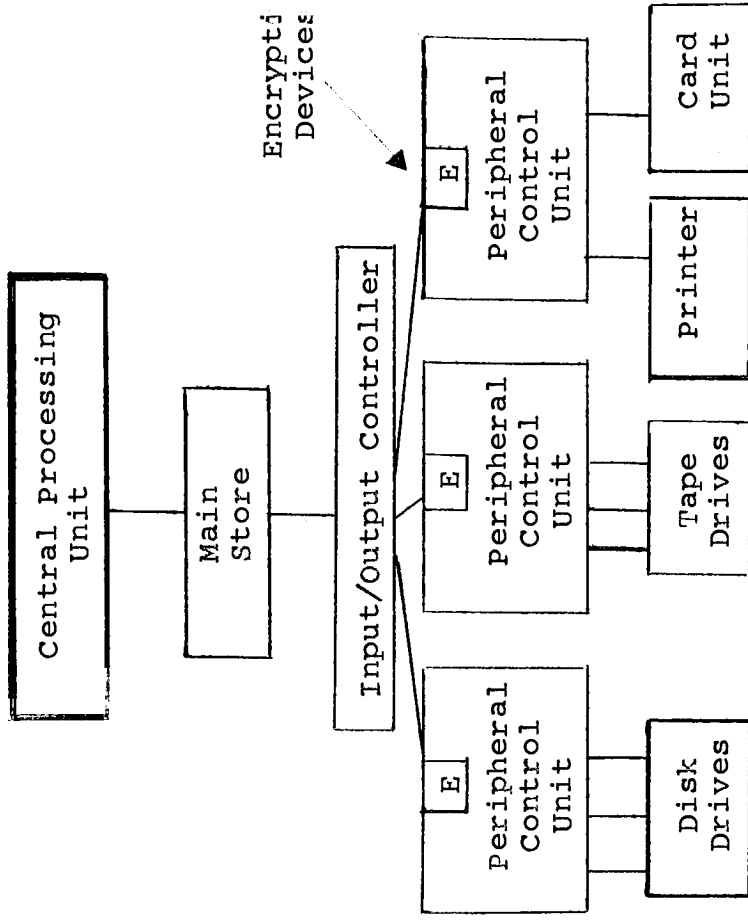 Central Processing
Unit
Main
Store
Encrypti
Devices
Input/Output Controller
E
Peripheral
Control
Unit
E
Peripheral
Control
Unit
E
Peripheral
Control
Unit
Disk
Drives
Tape
Drives
Printer
Card
Unit